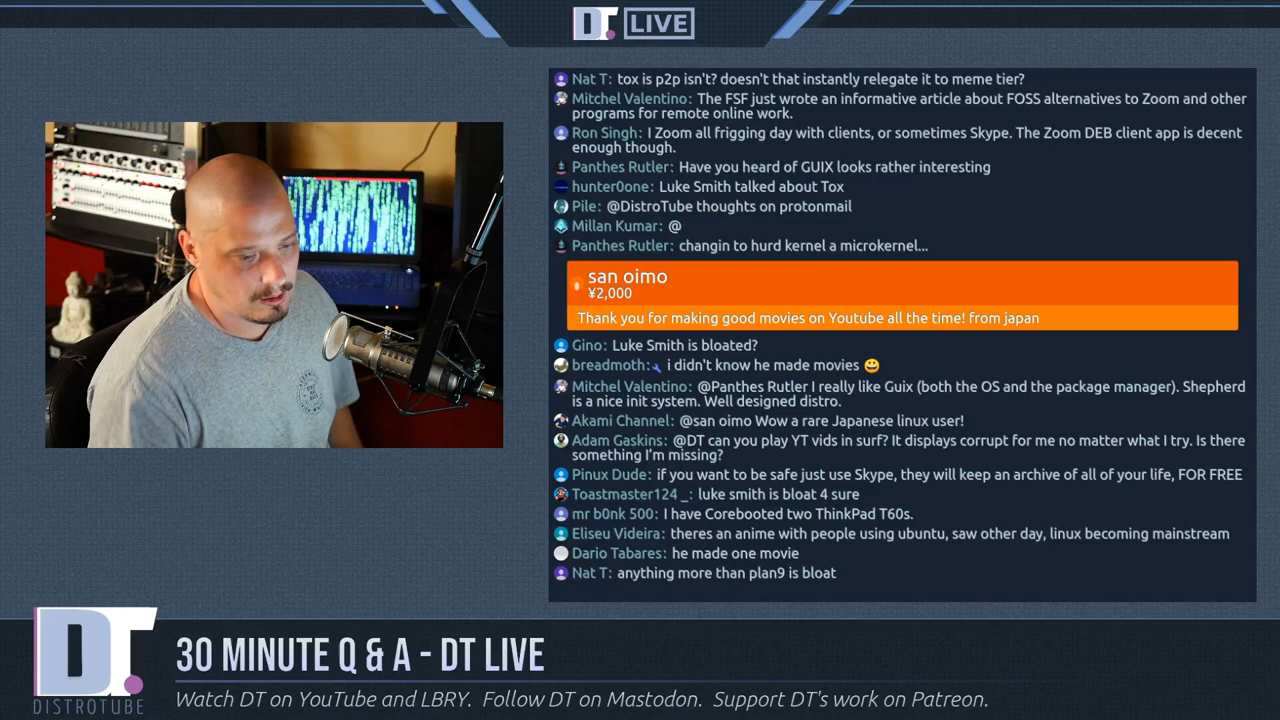 DT. LIVE
Nat T: tox is p2p isn't? doesn't that instantly relegate it to meme tier?
Mitchel Valentino: The FSF just wrote an informative article about FOSS alternatives to Zoom and other
programs for remote online work.
Ron Singh: I Zoom all frigging day with clients, or sometimes Skype. The Zoom DEB client app is decent
enough though.
Panthes Rutler: Have you heard of GUIX looks rather interesting
hunter0one: Luke Smith talked about Tox
Pile: @DistroTube thoughts on protonmail
Millan Kumar: @
Panthes Rutler: changin to hurd kernel a microkernel...
san oimo
¥2,000
Thank you for making good movies on Youtube all the time! from japan
Gino: Luke Smith is bloated?
breadmoth: i didn't know he made movies 😀
Mitchel Valentino: @Panthes Rutler I really like Guix (both the OS and the package manager). Shepherd
is a nice init system. Well designed distro.
Akami Channel: @san oimo Wow a rare Japanese linux user!
Adam Gaskins: @DT can you play YT vids in surf? It displays corrupt for me no matter what I try. Is there
something I'm missing?
Pinux Dude: if you want to be safe just use Skype, they will keep an archive of all of your life, FOR FREE
Toastmaster124 _: luke smith is bloat 4 sure
mr b0nk 500: I have Corebooted two ThinkPad T60s.
Eliseu Videira: theres an anime with people using ubuntu, saw other day, linux becoming mainstream
Dario Tabares: he made one movie
Nat T: anything more than plan9 is bloat
DT.
DISTROTUBE
30 MINUTE Q & A - DT LIVE
Watch DT on YouTube and LBRY. Follow DT on Mastodon. Support DT's work on Patreon.